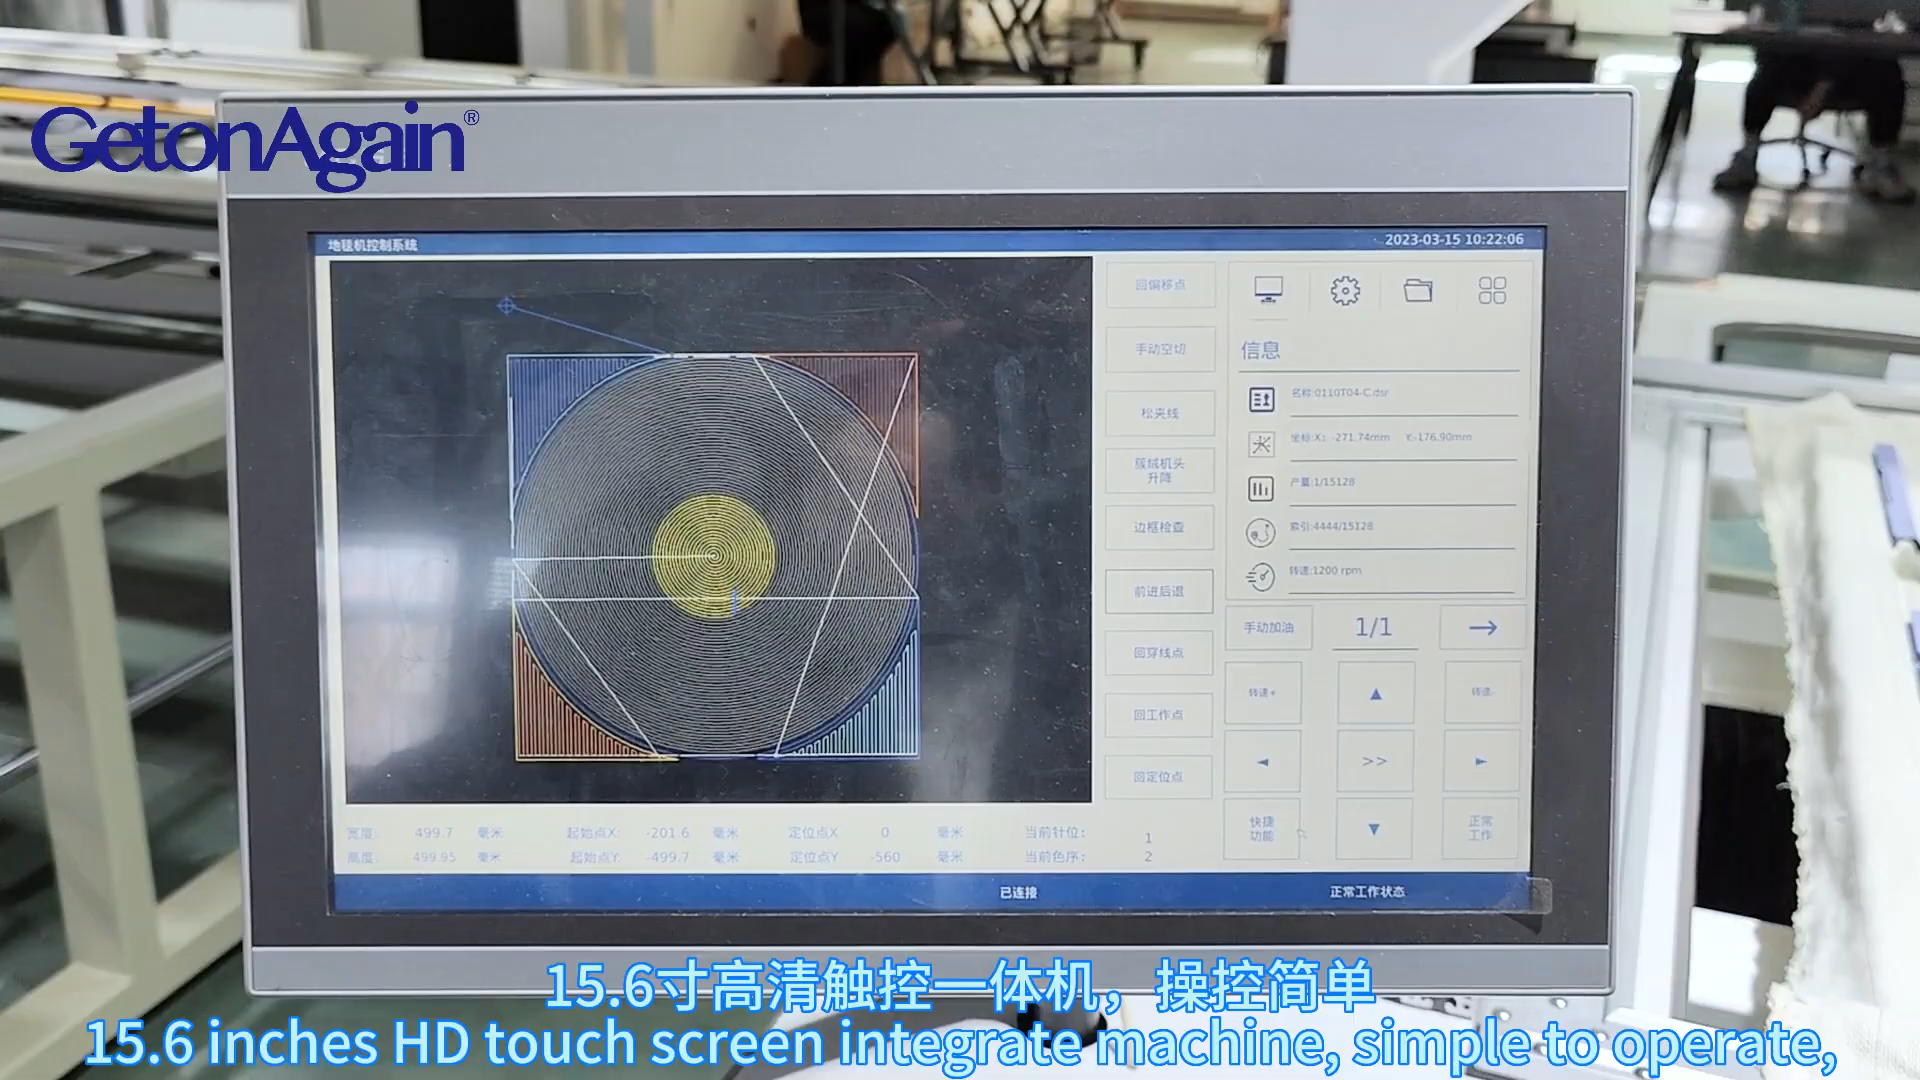 GetonAgain®
地毯机控制系统
2023-03-15 10:22:06
回偏移点
手动空切
松夹线
簇绒机头
升降
边框检查
前进后退
回穿线点
回工作点
回定位点
信息
名称:0110T04-C.dsr
坐标:X: -271.74mm Y:-176.90mm
产量:1/15128
索引:4444/15128
转速:1200 rpm
手动加油
1/1
→
转速+
▲
转速-
◄
>>
►
快捷
功能
▼
正常
工作
宽度: 499.7 毫米 起始点X: -201.6 毫米 定位点X 0 毫米 当前针位: 1
高度: 499.95 毫米 起始点Y: -499.7 毫米 定位点Y -560 毫米 当前色序: 2
已连接
正常工作状态
15.6寸高清触控一体机，操控简单
15.6 inches HD touch screen integrate machine, simple to operate,